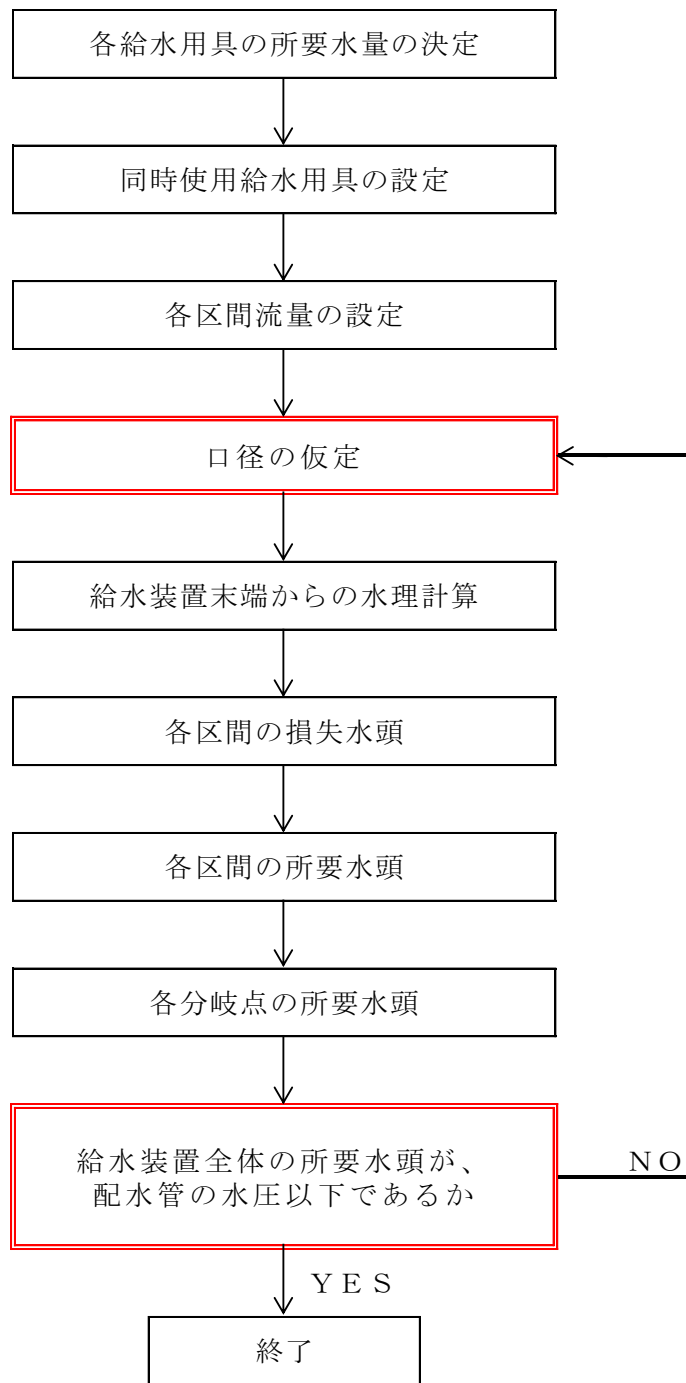 各給水用具の所要水量の決定
同時使用給水用具の設定
各区間流量の設定
口径の仮定
給水装置末端からの水理計算
各区間の損失水頭
各区間の所要水頭
各分岐点の所要水頭
給水装置全体の所要水頭が、
配水管の水圧以下であるか
ＮＯ
ＹＥＳ
終了